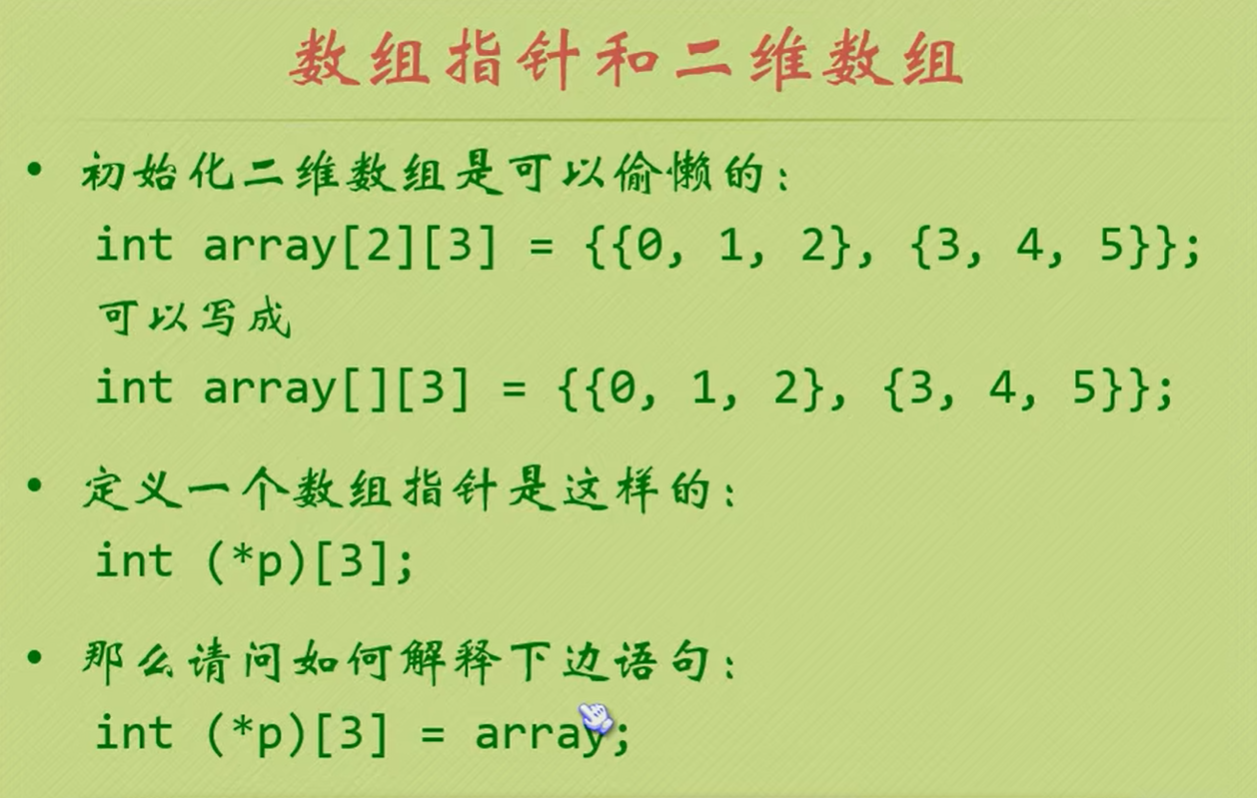 数组指针和二维数组
• 初始化二维数组是可以偷懒的：
int array[2][3] = {{0, 1, 2}, {3, 4, 5}};
可以写成
int array[][3] = {{0, 1, 2}, {3, 4, 5}};
• 定义一个数组指针是这样的：
int (*p)[3];
• 那么请问如何解释下边语句：
int (*p)[3] = array;